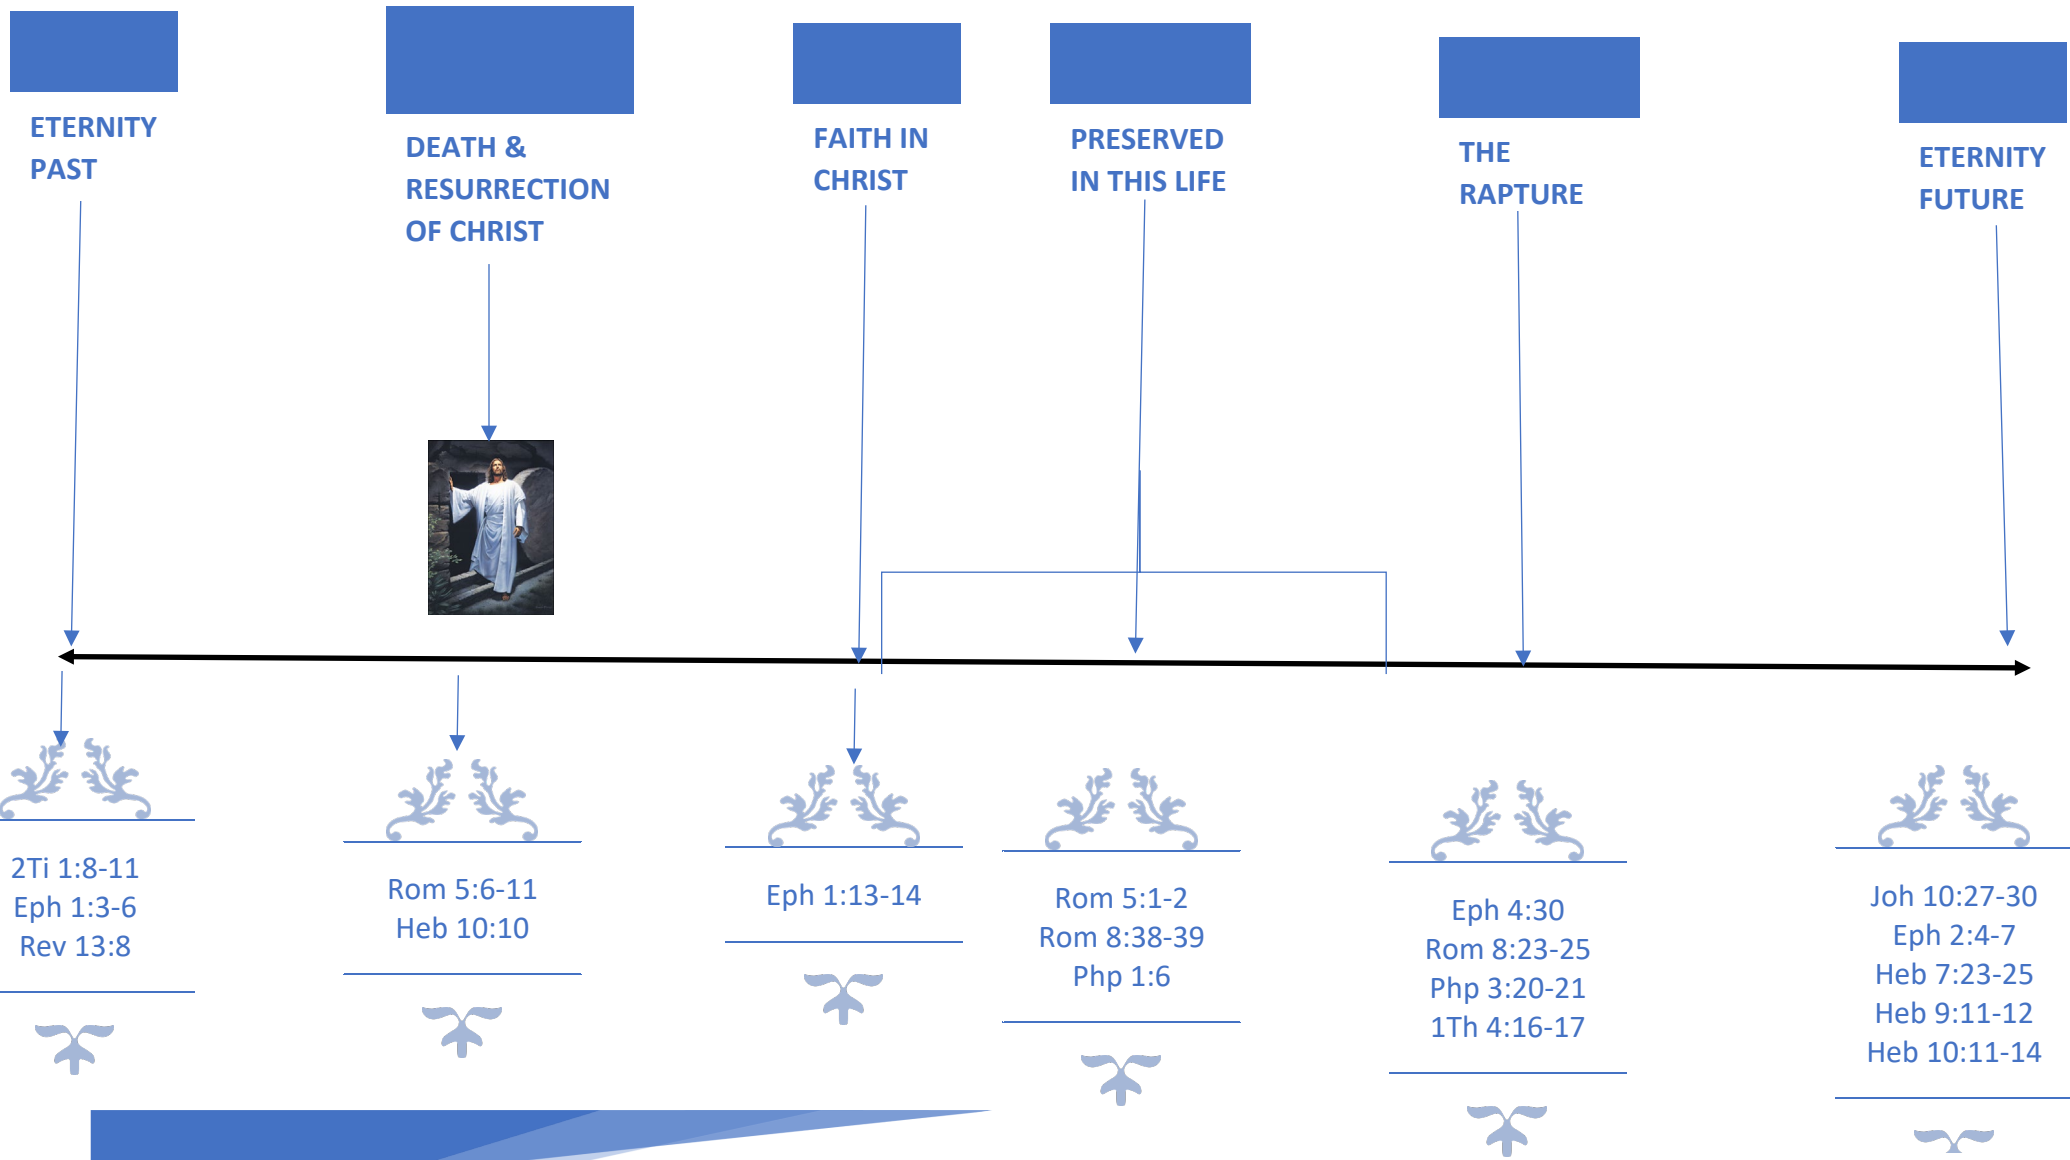 ETERNITY
PAST
DEATH &
RESURRECTION
OF CHRIST
FAITH IN
CHRIST
PRESERVED
IN THIS LIFE
THE
RAPTURE
ETERNITY
FUTURE
2Ti 1:8-11
Eph 1:3-6
Rev 13:8
Rom 5:6-11
Heb 10:10
Eph 1:13-14
Rom 5:1-2
Rom 8:38-39
Php 1:6
Eph 4:30
Rom 8:23-25
Php 3:20-21
1Th 4:16-17
Joh 10:27-30
Eph 2:4-7
Heb 7:23-25
Heb 9:11-12
Heb 10:11-14